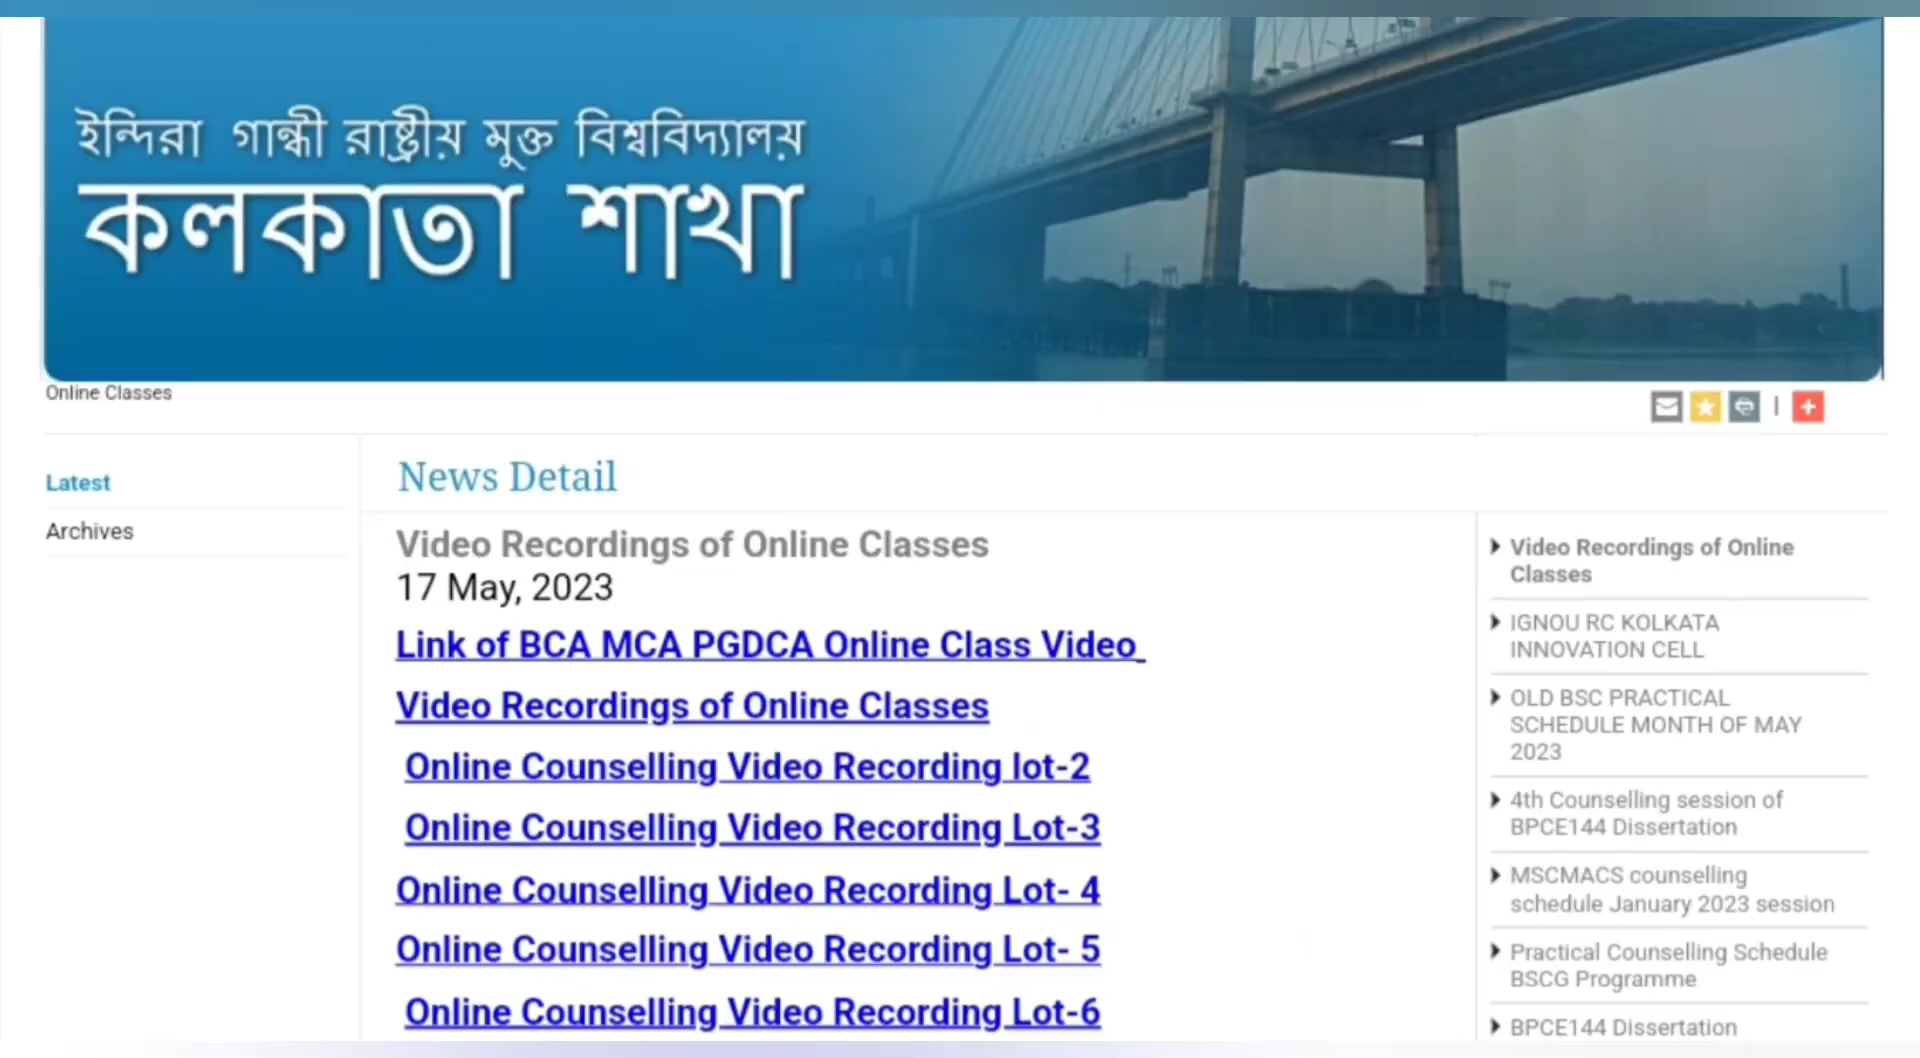 ইন্দিরা গান্ধী রাষ্ট্রীয় মুক্ত বিশ্ববিদ্যালয়
কলকাতা শাখা
Online Classes
Latest
Archives
News Detail
Video Recordings of Online Classes
17 May, 2023
Link of BCA MCA PGDCA Online Class Video
Video Recordings of Online Classes
Online Counselling Video Recording lot-2
Online Counselling Video Recording Lot-3
Online Counselling Video Recording Lot- 4
Online Counselling Video Recording Lot- 5
Online Counselling Video Recording Lot-6
Video Recordings of Online
Classes
IGNOU RC KOLKATA
INNOVATION CELL
OLD BSC PRACTICAL
SCHEDULE MONTH OF MAY
2023
4th Counselling session of
BPCE144 Dissertation
MSCMACS counselling
schedule January 2023 session
Practical Counselling Schedule
BSCG Programme
BPCE144 Dissertation